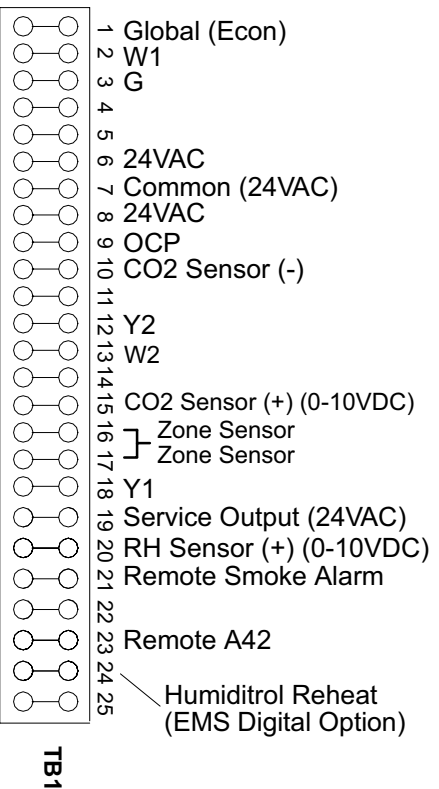 1 Global (Econ)
2 W1
3 G
4
5
6 24VAC
7 Common (24VAC)
8 24VAC
9 OCP
10 CO2 Sensor (-)
11
12 Y2
13 W2
14
15 CO2 Sensor (+) (0-10VDC)
16 Zone Sensor
17 Zone Sensor
18 Y1
19 Service Output (24VAC)
20 RH Sensor (+) (0-10VDC)
21 Remote Smoke Alarm
22
23 Remote A42
24 Humiditrol Reheat
(EMS Digital Option)
25
TB1